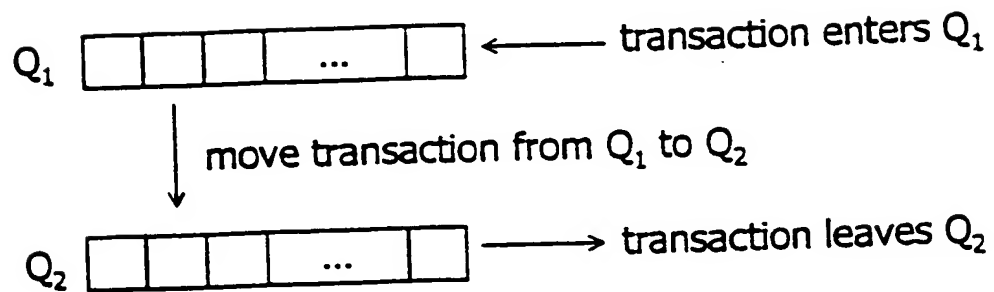 Q₁ ... transaction enters Q₁
move transaction from Q₁ to Q₂
Q₂ ... transaction leaves Q₂